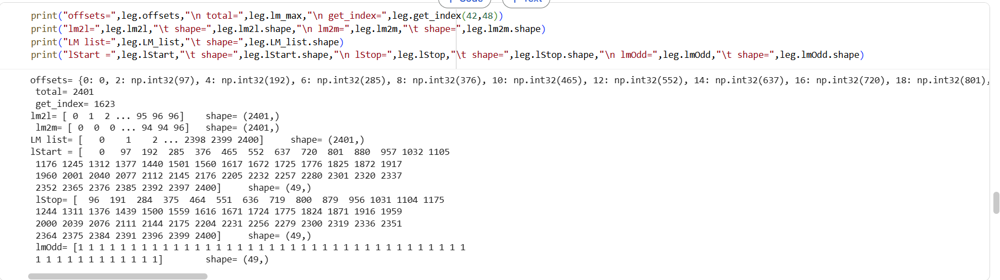 + Code + Text
print("offsets=",leg.offsets,"\n total=",leg.lm_max,"\n get_index=",leg.get_index(42,48))
print("lm2l=",leg.lm2l,"\t shape=",leg.lm2l.shape,"\n lm2m=",leg.lm2m,"\t shape=",leg.lm2m.shape)
print("LM list=",leg.LM_list,"\t shape=",leg.LM_list.shape)
print("lStart =",leg.lStart,"\t shape=",leg.lStart.shape,"\n lStop=",leg.lStop,"\t shape=",leg.lStop.shape,"\n lmOdd=",leg.lmOdd,"\t shape=",leg.lmOdd.shape)
offsets= {0: 0, 2: np.int32(97), 4: np.int32(192), 6: np.int32(285), 8: np.int32(376), 10: np.int32(465), 12: np.int32(552), 14: np.int32(637), 16: np.int32(720), 18: np.int32(801),
total= 2401
get_index= 1623
lm2l= [ 0 1 2 ... 95 96 96] shape= (2401,)
lm2m= [ 0 0 0 ... 94 94 96] shape= (2401,)
LM list= [ 0 1 2 ... 2398 2399 2400] shape= (2401,)
lStart = [ 0 97 192 285 376 465 552 637 720 801 880 957 1032 1105
1176 1245 1312 1377 1440 1501 1560 1617 1672 1725 1776 1825 1872 1917
1960 2001 2040 2077 2112 2145 2176 2205 2232 2257 2280 2301 2320 2337
2352 2365 2376 2385 2392 2397 2400] shape= (49,)
lStop= [ 96 191 284 375 464 551 636 719 800 879 956 1031 1104 1175
1244 1311 1376 1439 1500 1559 1616 1671 1724 1775 1824 1871 1916 1959
2000 2039 2076 2111 2144 2175 2204 2231 2256 2279 2300 2319 2336 2351
2364 2375 2384 2391 2396 2399 2400] shape= (49,)
lmOdd= [1 1 1 1 1 1 1 1 1 1 1 1 1 1 1 1 1 1 1 1 1 1 1 1 1 1 1 1 1 1 1 1 1 1 1 1 1
1 1 1 1 1 1 1 1 1 1 1 1] shape= (49,)